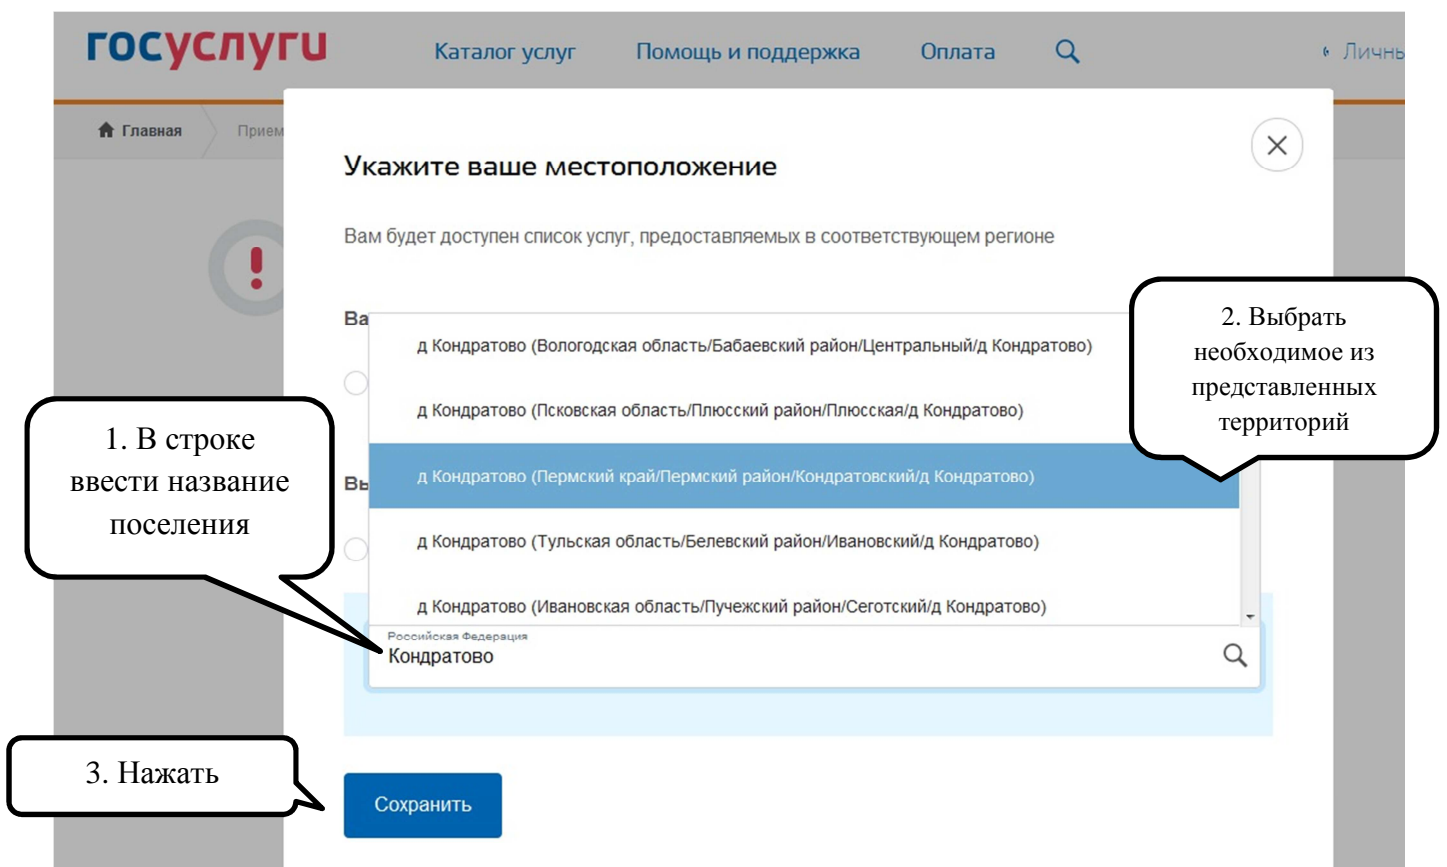 госуслуги
Каталог услуг
Помощь и поддержка
Оплата
Личны
Главная
Прием
Укажите ваше местоположение
Вам будет доступен список услуг, предоставляемых в соответствующем регионе
Ва
д Кондратово (Вологодская область/Бабаевский район/Центральный/д Кондратово)
д Кондратово (Псковская область/Плюсский район/Плюсская/д Кондратово)
Вы
д Кондратово (Пермский край/Пермский район/Кондратовский/д Кондратово)
д Кондратово (Тульская область/Белевский район/Ивановский/д Кондратово)
д Кондратово (Ивановская область/Пучежский район/Сеготский/д Кондратово)
Российская Федерация
Кондратово
Сохранить
1. В строке
ввести название
поселения
2. Выбрать
необходимое из
представленных
территорий
3. Нажать